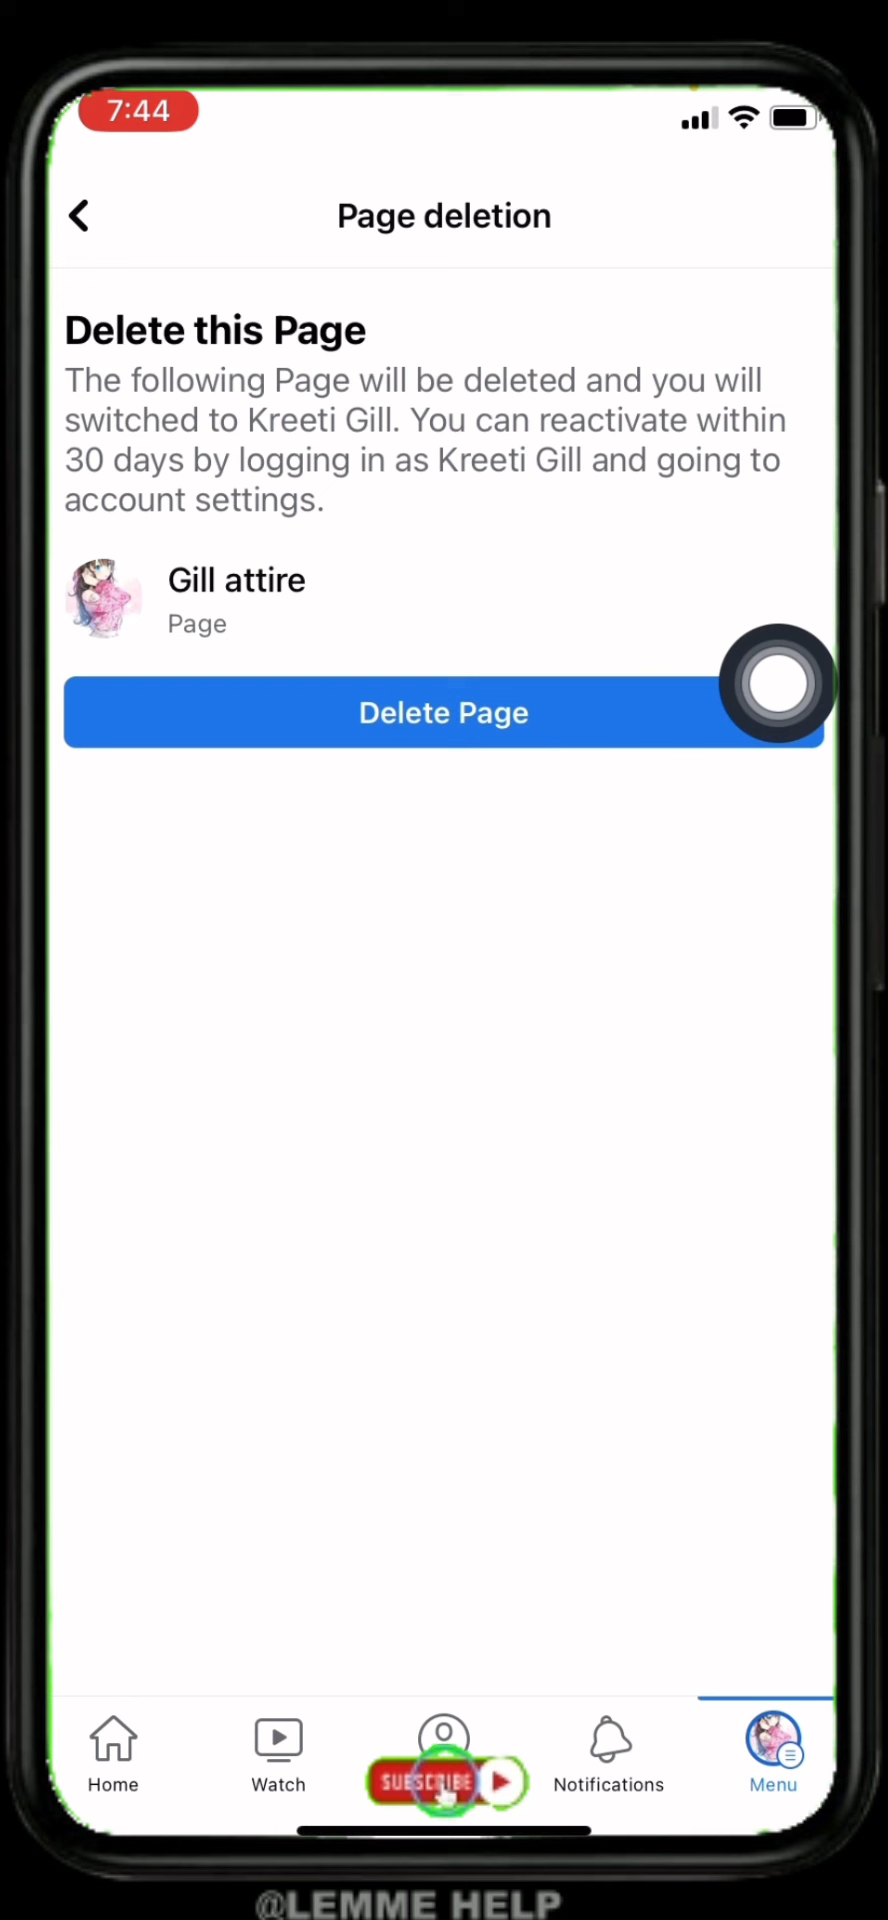 7:44
Page deletion
Delete this Page
The following Page will be deleted and you will
switched to Kreeti Gill. You can reactivate within
30 days by logging in as Kreeti Gill and going to
account settings.
Gill attire
Page
Delete Page
Home
Watch
SUBSCRIBE
Notifications
Menu
@LEMME HELP